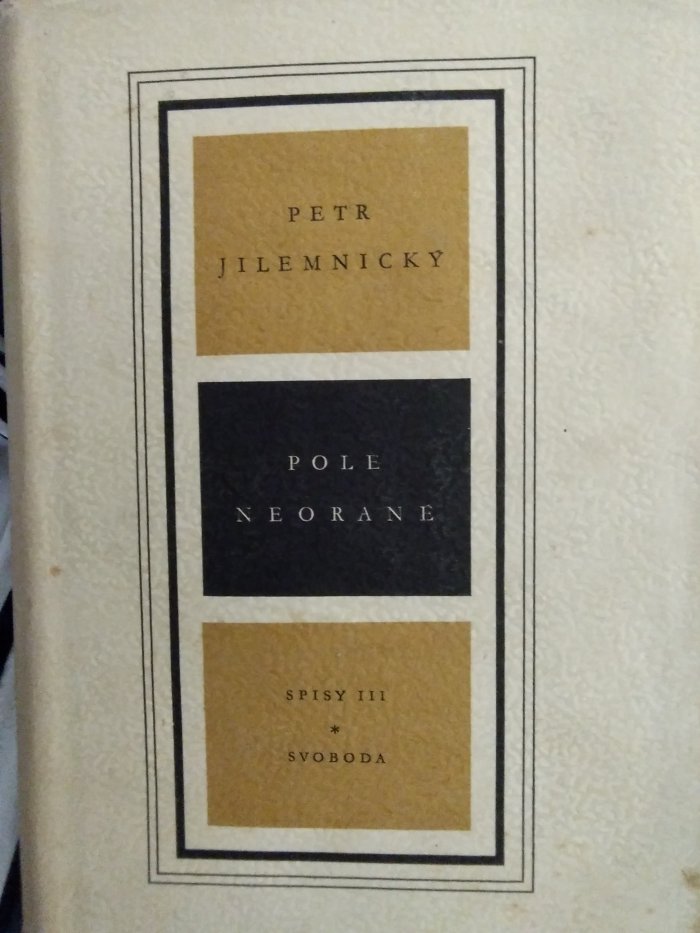 PETR
JILEMNICKÝ
POLE
NEORANÉ
SPISY III
*
SVOBODA